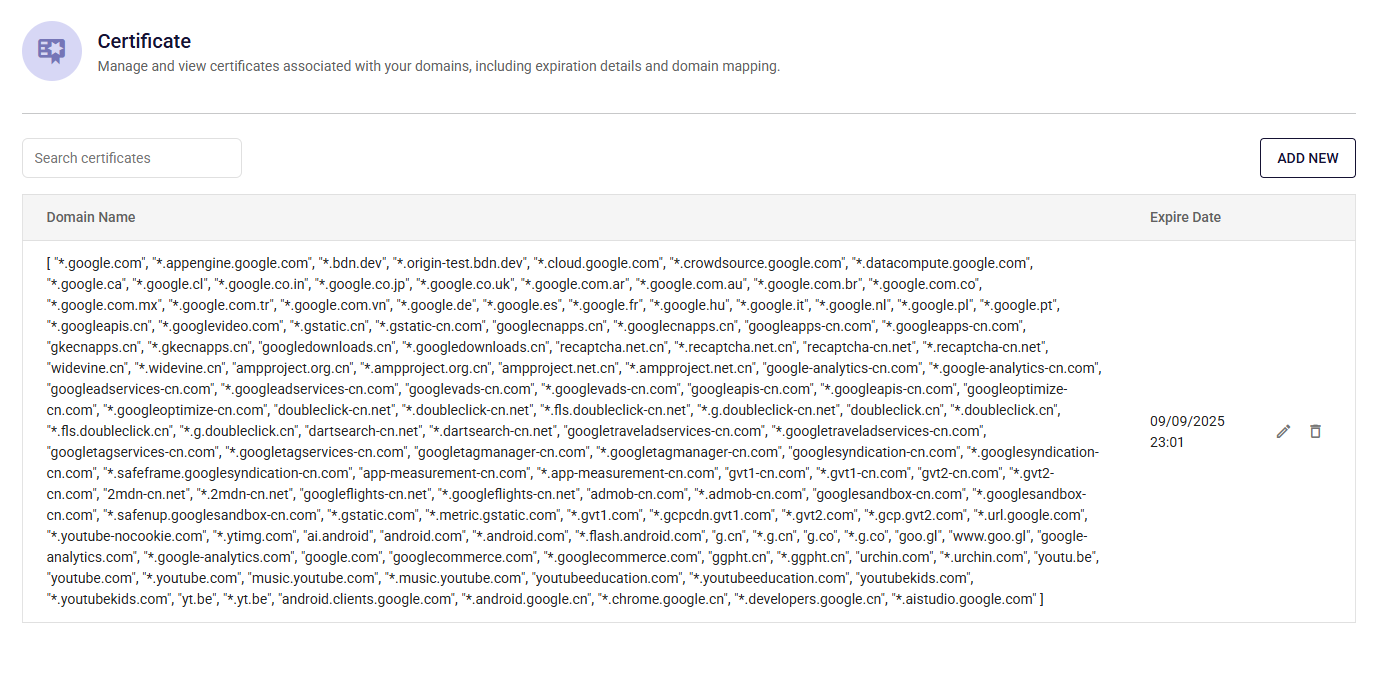 Certificate
Manage and view certificates associated with your domains, including expiration details and domain mapping.
Search certificates
ADD NEW
Domain Name
Expire Date
[ "*.google.com", "*.appengine.google.com", "*.bdn.dev", "*.origin-test.bdn.dev", "*.cloud.google.com", "*.crowdsource.google.com", "*.datacompute.google.com",
"*.google.ca", "*.google.cl", "*.google.co.in", "*.google.co.jp", "*.google.co.uk", "*.google.com.ar", "*.google.com.au", "*.google.com.br", "*.google.com.co",
"*.google.com.mx", "*.google.com.tr", "*.google.com.vn", "*.google.de", "*.google.es", "*.google.fr", "*.google.hu", "*.google.it", "*.google.nl", "*.google.pl", "*.google.pt",
"*.googleapis.cn", "*.googlevideo.com", "*.gstatic.cn", "*.gstatic-cn.com", "googlecnapps.cn", "*.googlecnapps.cn", "googleapps-cn.com", "*.googleapps-cn.com",
"gkecnapps.cn", "*.gkecnapps.cn", "googledownloads.cn", "*.googledownloads.cn", "recaptcha.net.cn", "*.recaptcha.net.cn", "recaptcha-cn.net", "*.recaptcha-cn.net",
"widevine.cn", "*.widevine.cn", "ampproject.org.cn", "*.ampproject.org.cn", "ampproject.net.cn", "*.ampproject.net.cn", "google-analytics-cn.com", "*.google-analytics-cn.com",
"googleadservices-cn.com", "*.googleadservices-cn.com", "googlevads-cn.com", "*.googlevads-cn.com", "googleapis-cn.com", "*.googleapis-cn.com", "googleoptimize-
cn.com", "*.googleoptimize-cn.com", "doubleclick-cn.net", "*.doubleclick-cn.net", "*.fls.doubleclick-cn.net", "*.g.doubleclick-cn.net", "doubleclick.cn", "*.doubleclick.cn",
"*.fls.doubleclick.cn", "*.g.doubleclick.cn", "dartsearch-cn.net", "*.dartsearch-cn.net", "googletraveladservices-cn.com", "*.googletraveladservices-cn.com",
"googletagservices-cn.com", "*.googletagservices-cn.com", "googletagmanager-cn.com", "*.googletagmanager-cn.com", "googlesyndication-cn.com", "*.googlesyndication-
cn.com", "*.safeframe.googlesyndication-cn.com", "app-measurement-cn.com", "*.app-measurement-cn.com", "gvt1-cn.com", "*.gvt1-cn.com", "gvt2-cn.com", "*.gvt2-
cn.com", "2mdn-cn.net", "*.2mdn-cn.net", "googleflights-cn.net", "*.googleflights-cn.net", "admob-cn.com", "*.admob-cn.com", "googlesandbox-cn.com", "*.googlesandbox-
cn.com", "*.safenup.googlesandbox-cn.com", "*.gstatic.com", "*.metric.gstatic.com", "*.gvt1.com", "*.gcpcdn.gvt1.com", "*.gvt2.com", "*.gcp.gvt2.com", "*.url.google.com",
"*.youtube-nocookie.com", "*.ytimg.com", "ai.android", "android.com", "*.android.com", "*.flash.android.com", "g.cn", "*.g.cn", "g.co", "*.g.co", "goo.gl", "www.goo.gl", "google-
analytics.com", "*.google-analytics.com", "google.com", "googlecommerce.com", "*.googlecommerce.com", "ggpht.cn", "*.ggpht.cn", "urchin.com", "*.urchin.com", "youtu.be",
"youtube.com", "*.youtube.com", "music.youtube.com", "*.music.youtube.com", "youtubeeducation.com", "*.youtubeeducation.com", "youtubekids.com",
"*.youtubekids.com", "yt.be", "*.yt.be", "android.clients.google.com", "*.android.google.cn", "*.chrome.google.cn", "*.developers.google.cn", "*.aistudio.google.com" ]
09/09/2025
23:01